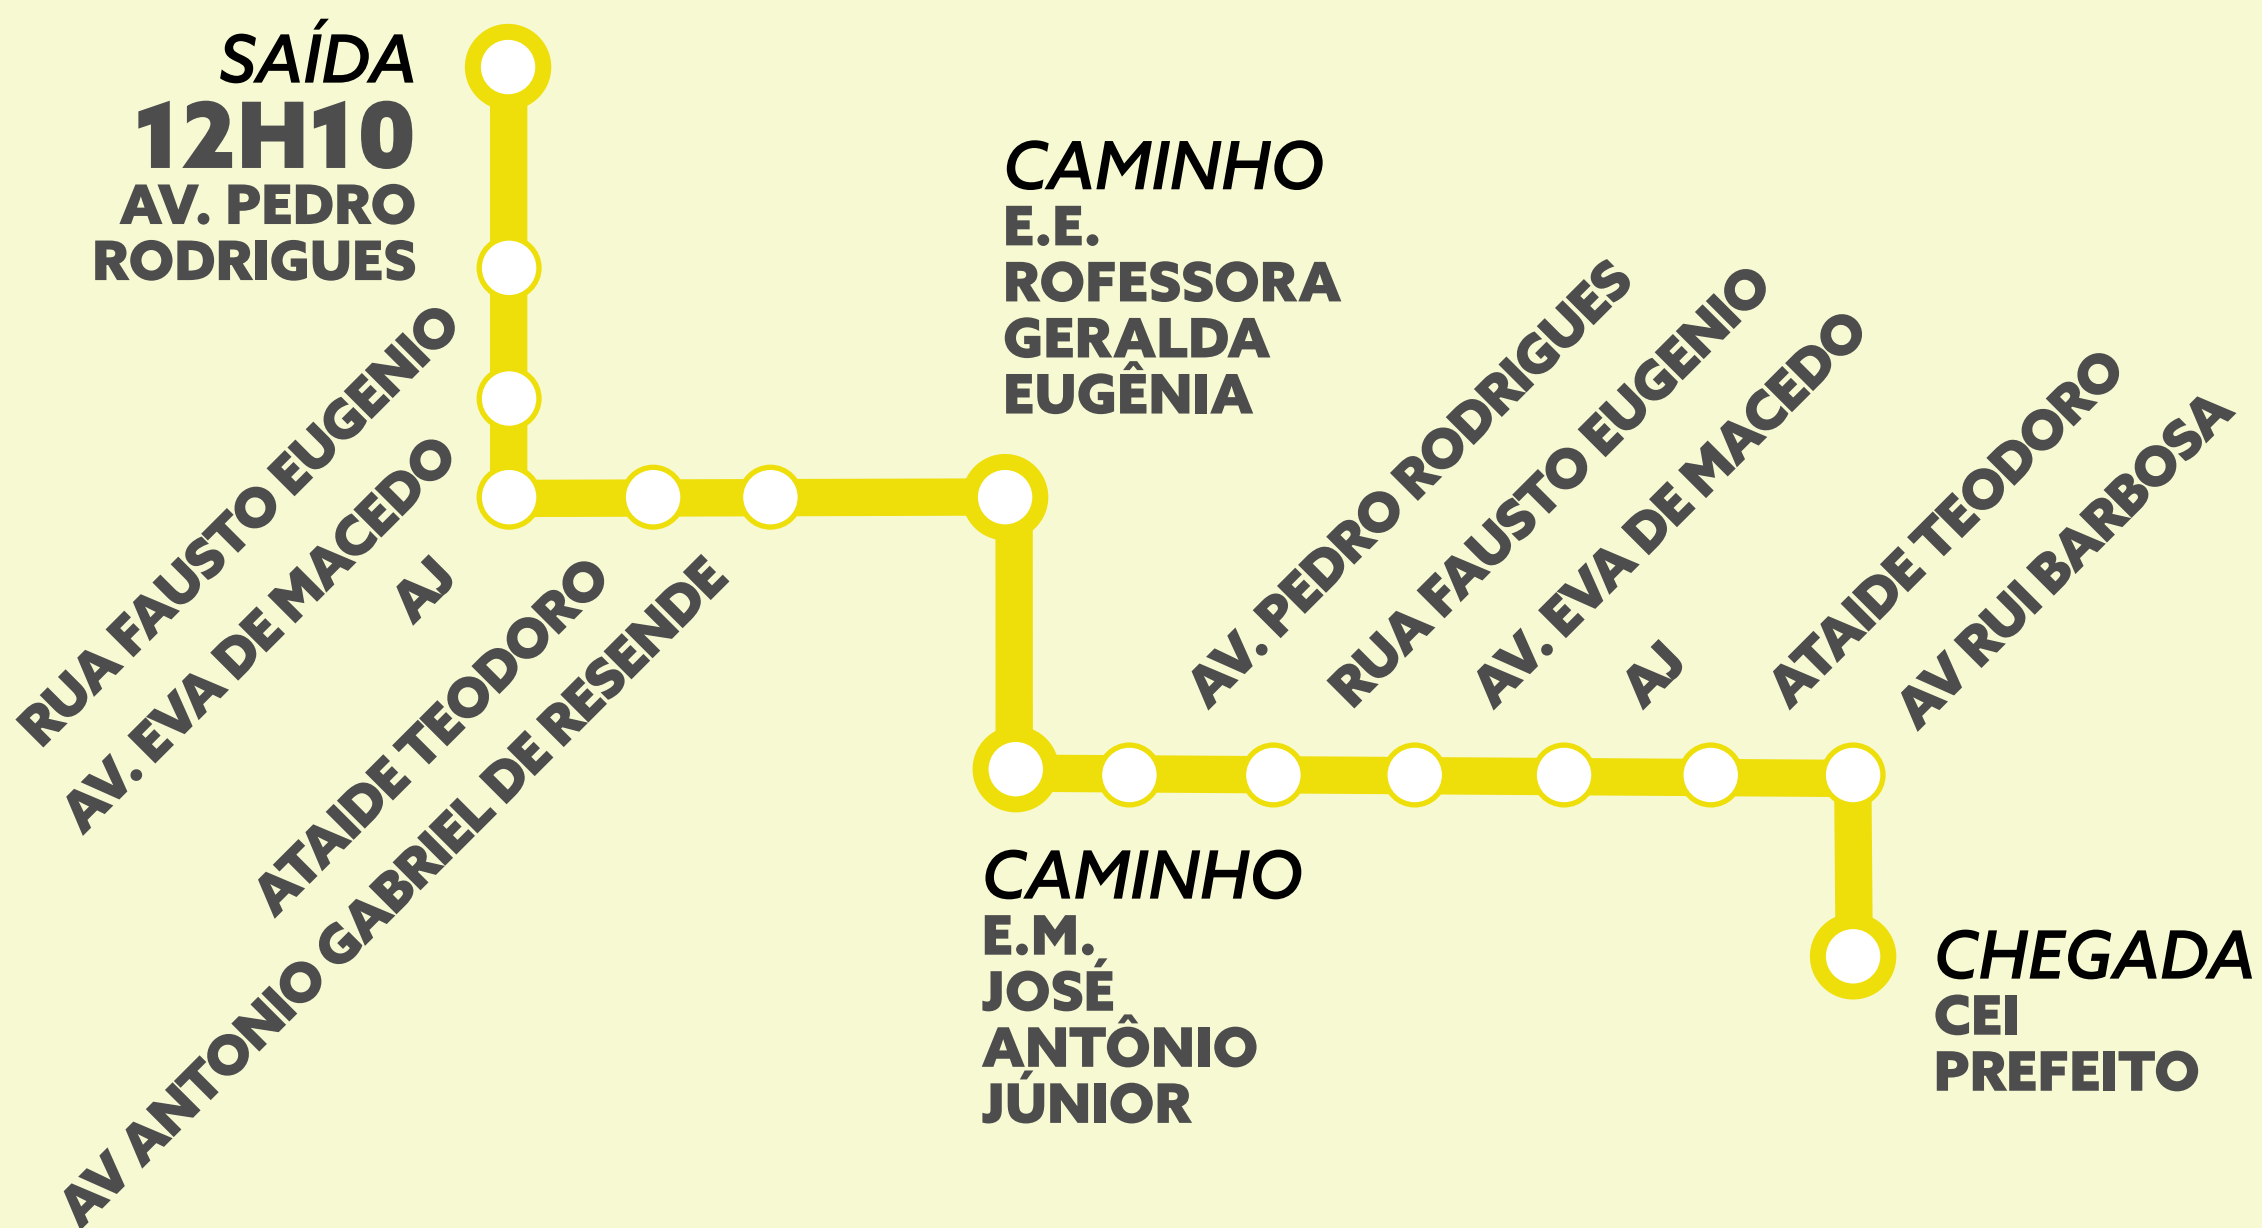 SAÍDA
12H10
AV. PEDRO
RODRIGUES
RUA FAUSTO EUGENIO
AV. EVA DE MACEDO
AJ
ATAIDE TEODORO
AV ANTONIO GABRIEL DE RESENDE
CAMINHO
E.E.
ROFESSORA
GERALDA
EUGÊNIA
CAMINHO
E.M.
JOSÉ
ANTÔNIO
JÚNIOR
AV. PEDRO RODRIGUES
RUA FAUSTO EUGENIO
AV. EVA DE MACEDO
AJ
ATAIDE TEODORO
AV RUI BARBOSA
CHEGADA
CEI
PREFEITO